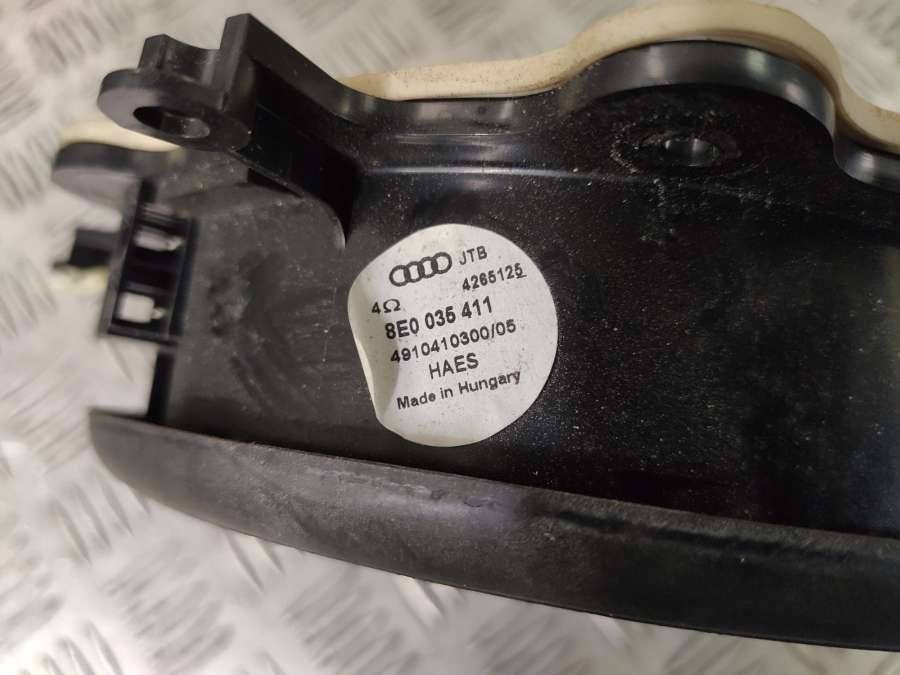 JTB
4265125
4Ω
8E0 035 411
4910410300/05
HAES
Made in Hungary